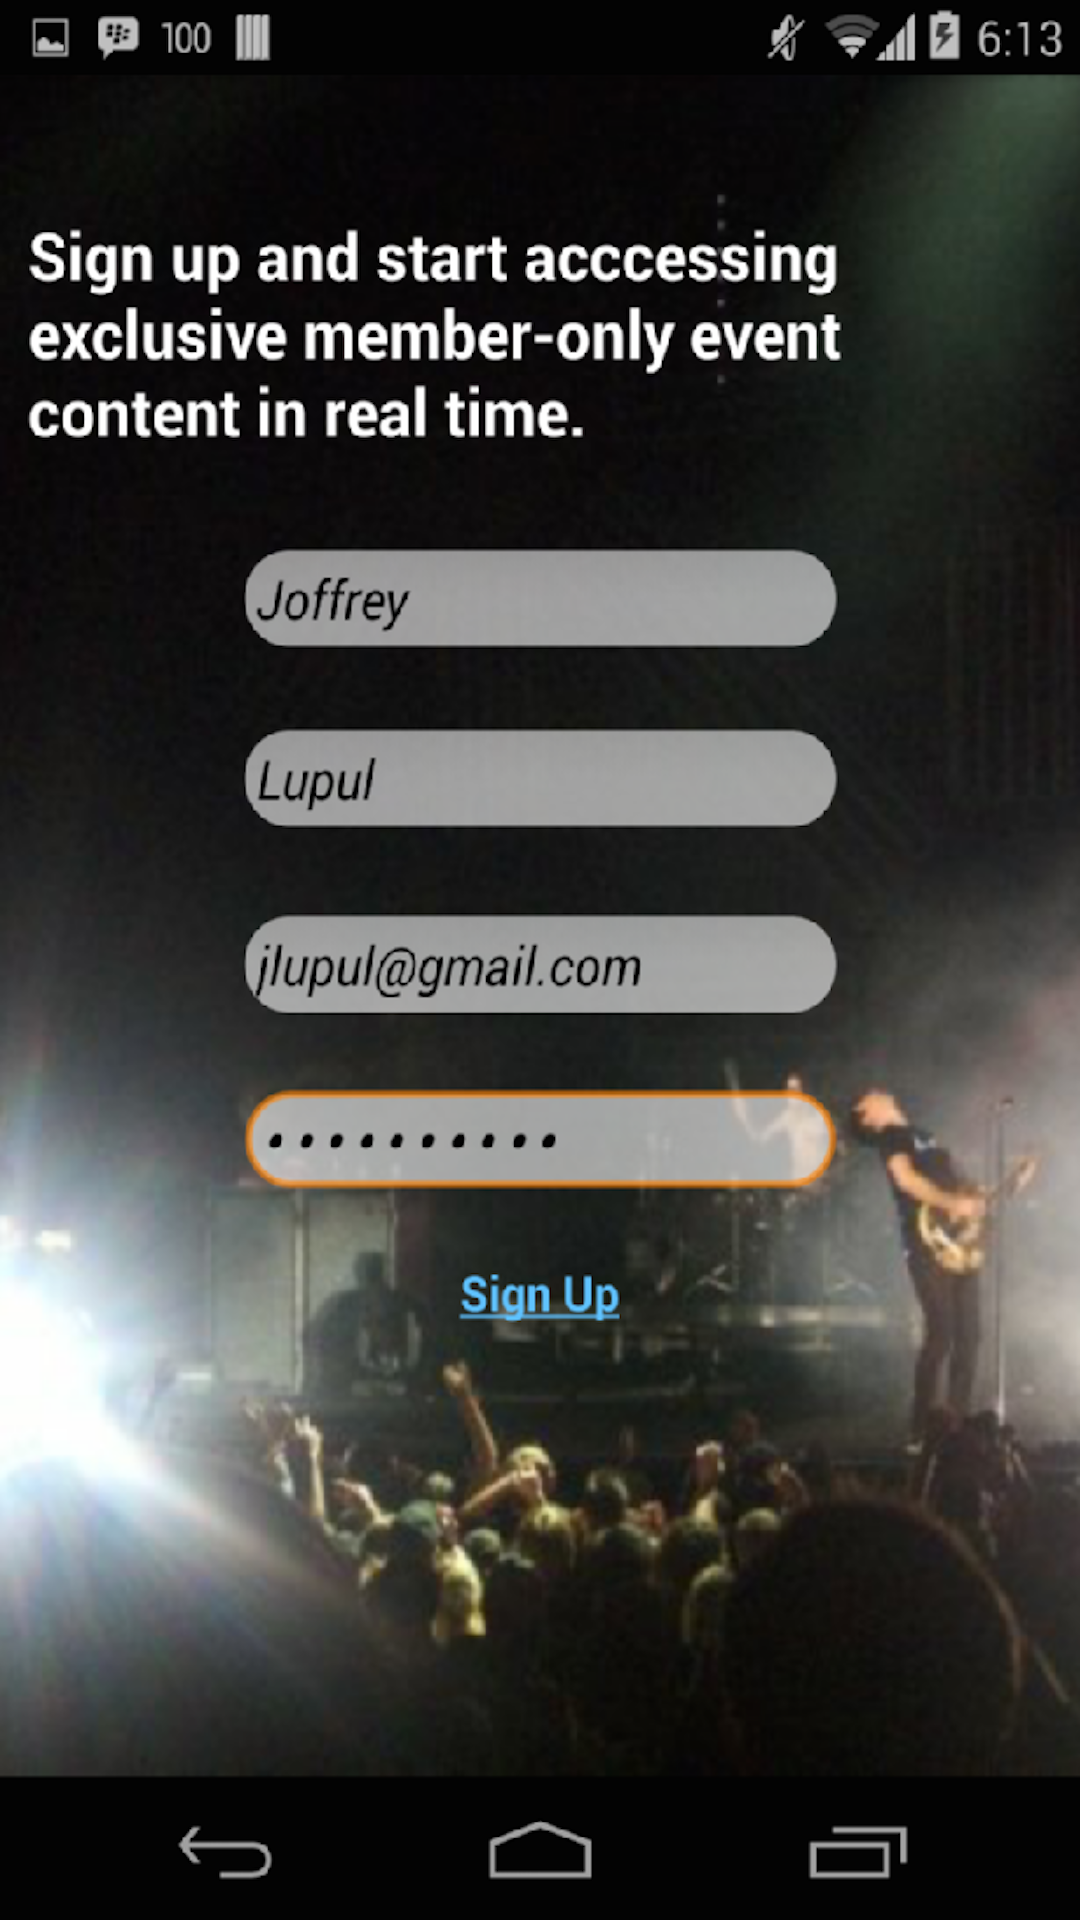 100 6:13
Sign up and start acccessing
exclusive member-only event
content in real time.
Joffrey
Lupul
jlupul@gmail.com
••••••••••
Sign Up